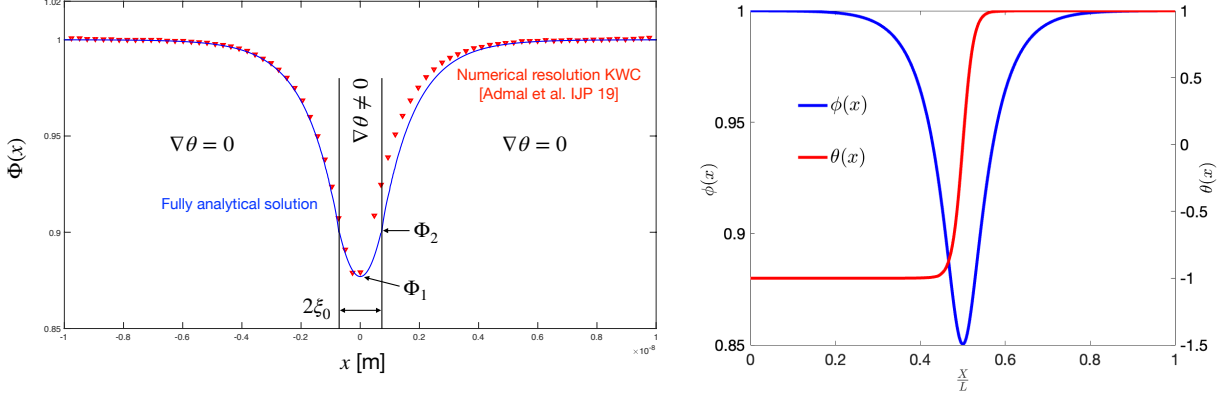 1.02
1
0.95
0.9
0.85
Φ(x)
Numerical resolution KWC
[Admal et al. IJP 19]
∇θ ≠ 0
∇θ = 0
∇θ = 0
Fully analytical solution
Φ₂
Φ₁
2ξ₀
-1
-0.8
-0.6
-0.4
-0.2
0
0.2
0.4
0.6
0.8
1
×10⁻⁸
x [m]
1
0.95
0.9
0.85
ϕ(x)
ϕ(x)
θ(x)
1
0.5
0
-0.5
-1
-1.5
θ(x)
0
0.2
0.4
0.6
0.8
1
X
L